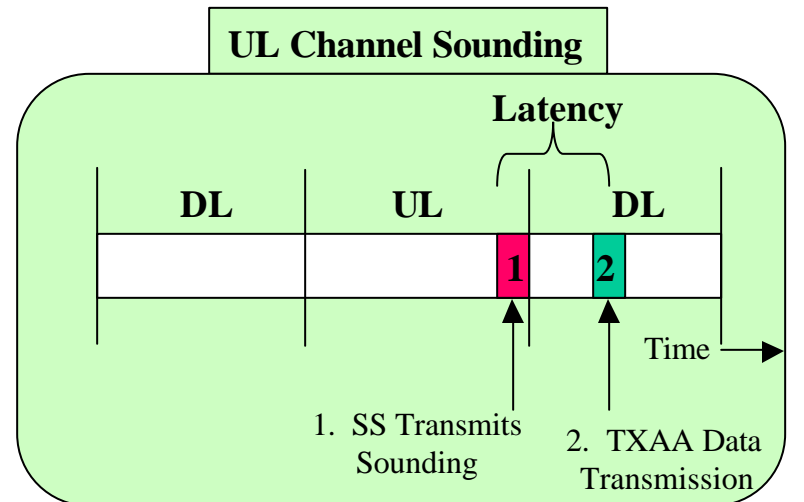 UL Channel Sounding
Latency
DL UL DL
1 2
Time
1. SS Transmits
Sounding
2. TXAA Data
Transmission